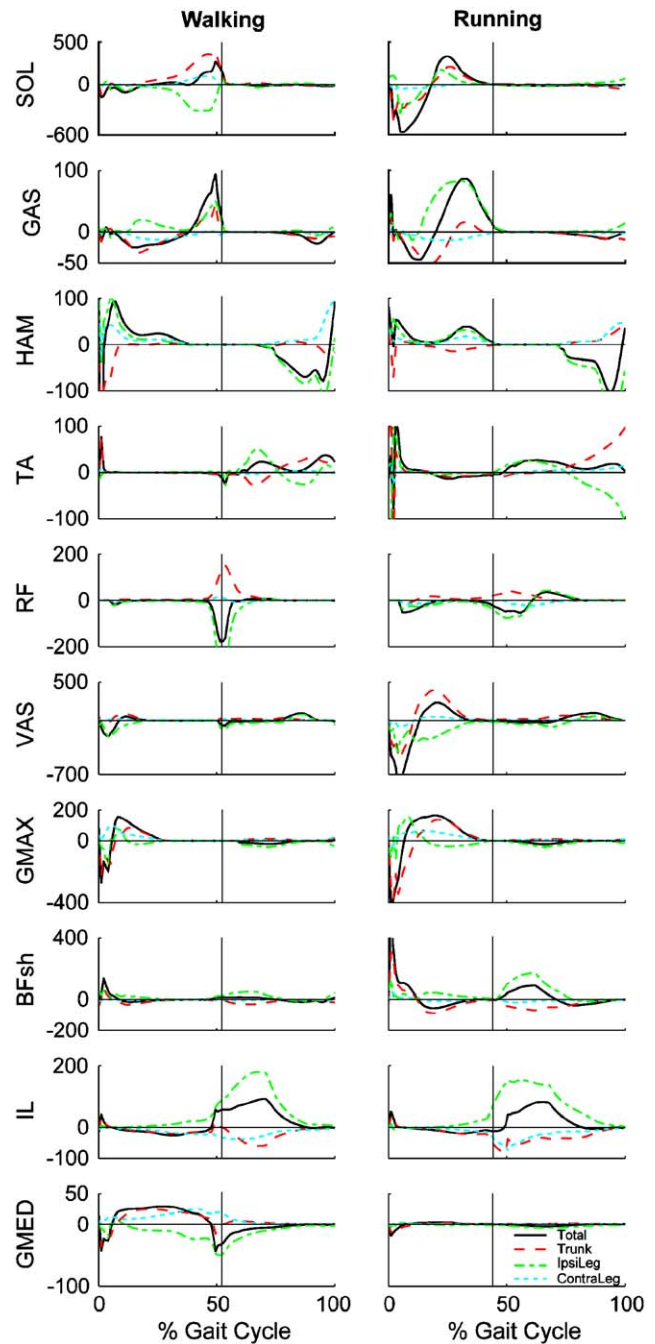 Walking Running
500
SOL 0
-600
100
GAS 0
-50
100
HAM 0
-100
100
TA 0
-100
200
RF 0
-200
500
VAS
-700
200
GMAX 0
-400
400
BFsh 0
-200
200
IL 0
-100
50
GMED 0
-100
Total
Trunk
IpsiLeg
ContraLeg
0 50 100 0 50 100
% Gait Cycle % Gait Cycle